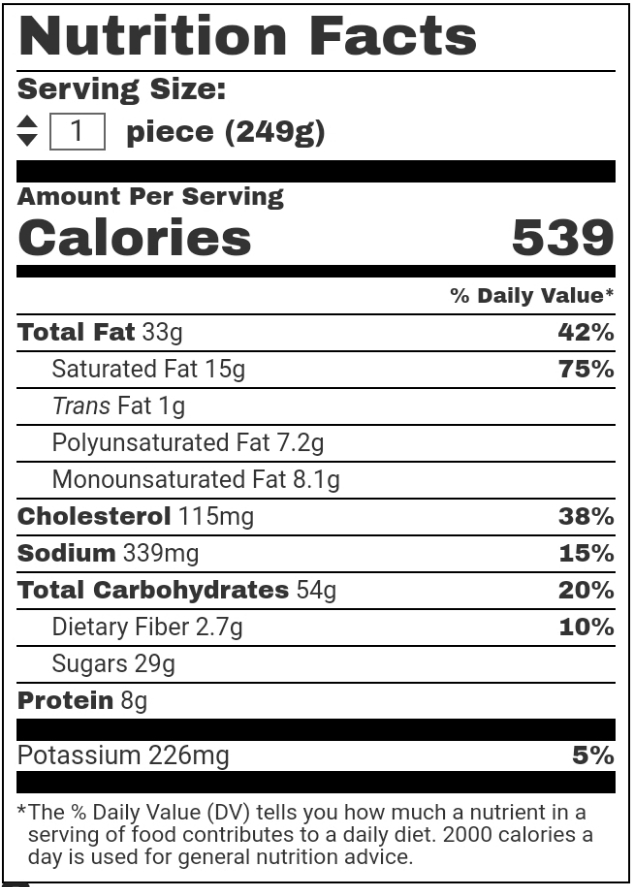 Nutrition Facts
Serving Size:
1 piece (249g)
Amount Per Serving
Calories 539
% Daily Value*
Total Fat 33g 42%
Saturated Fat 15g 75%
Trans Fat 1g
Polyunsaturated Fat 7.2g
Monounsaturated Fat 8.1g
Cholesterol 115mg 38%
Sodium 339mg 15%
Total Carbohydrates 54g 20%
Dietary Fiber 2.7g 10%
Sugars 29g
Protein 8g
Potassium 226mg 5%
*The % Daily Value (DV) tells you how much a nutrient in a
serving of food contributes to a daily diet. 2000 calories a
day is used for general nutrition advice.